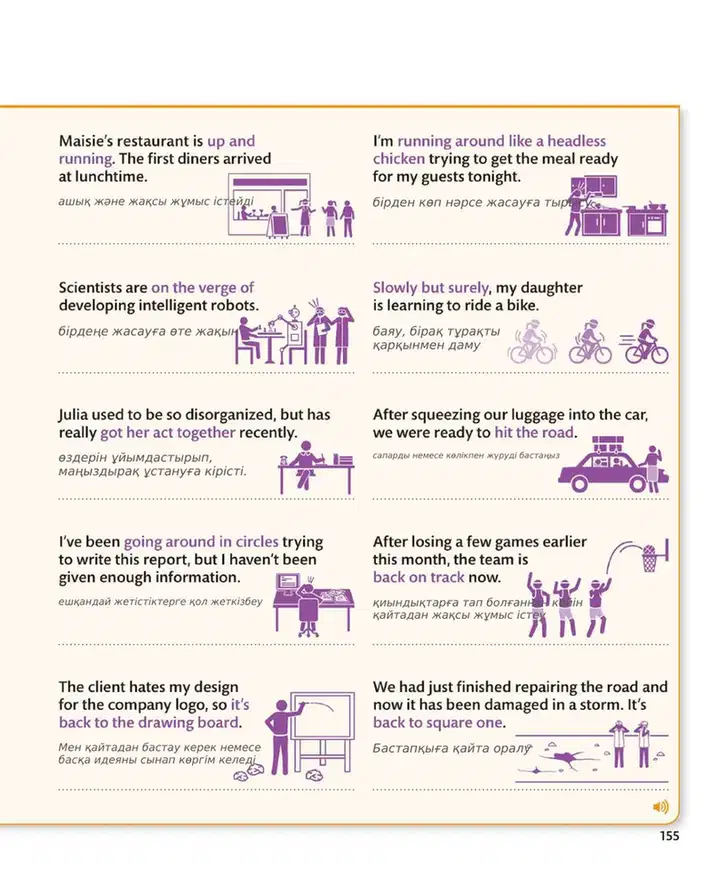 Maisie's restaurant is up and
running. The first diners arrived
at lunchtime.
ашық және жақсы жұмыс істейді
I'm running around like a headless
chicken trying to get the meal ready
for my guests tonight.
бірден көп нәрсе жасауға тырысу
Scientists are on the verge of
developing intelligent robots.
бірдеңе жасауға өте жақын
Slowly but surely, my daughter
is learning to ride a bike.
баяу, бірақ тұрақты
қарқынмен даму
Julia used to be so disorganized, but has
really got her act together recently.
өздерін ұйымдастырып,
маңыздырақ ұстануға кірісті.
After squeezing our luggage into the car,
we were ready to hit the road.
сапарды немесе көлікпен жүруді бастаңыз
I've been going around in circles trying
to write this report, but I haven't been
given enough information.
ешқандай жетістіктерге қол жеткізбеу
After losing a few games earlier
this month, the team is
back on track now.
қиындықтарға тап болғаннан кейін
қайтадан жақсы жұмыс істеу
The client hates my design
for the company logo, so it's
back to the drawing board.
Мен қайтадан бастау керек немесе
басқа идеяны сынап көргім келеді
We had just finished repairing the road and
now it has been damaged in a storm. It's
back to square one.
Бастапқыға қайта оралу
155